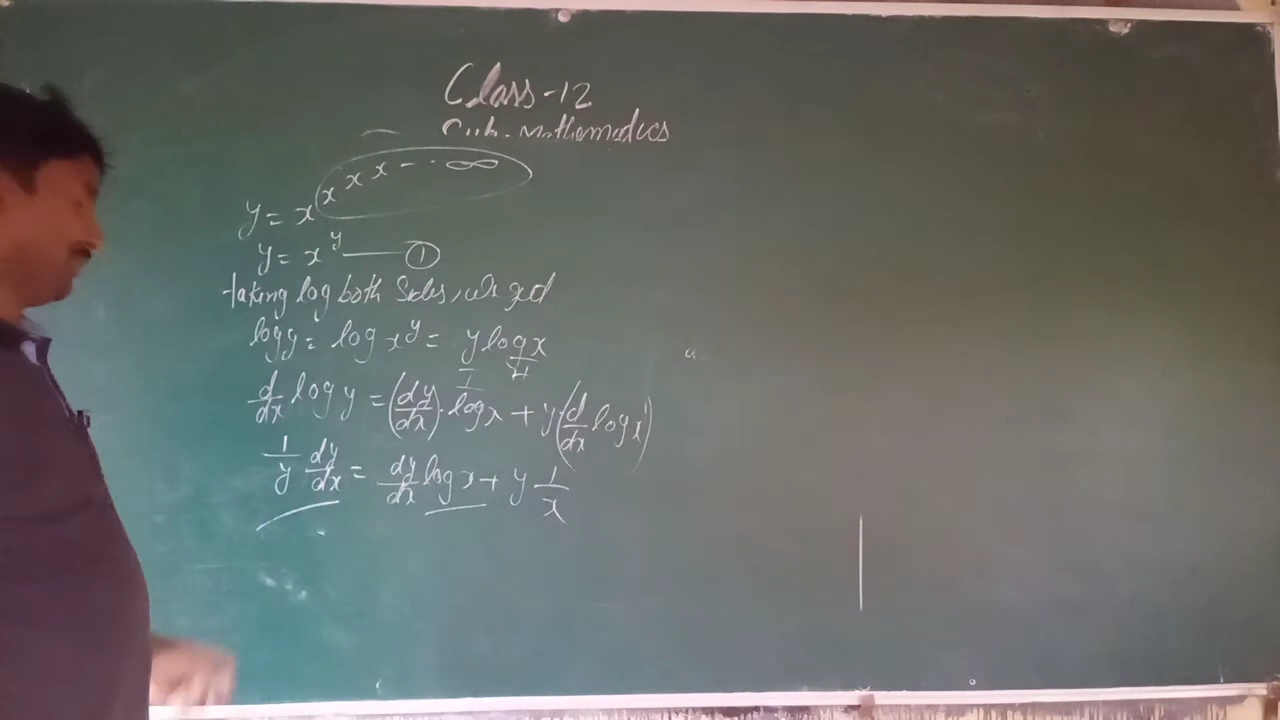 Class-12
Sub. Mathematics
y = x^x^x^x--∞
y = x^y —— ①
taking log both sides, we get
log y = log x^y = y log x
I II
d/dx log y = (dy/dx) . log x + y (d/dx log x)
1/y dy/dx = dy/dx log x + y 1/x